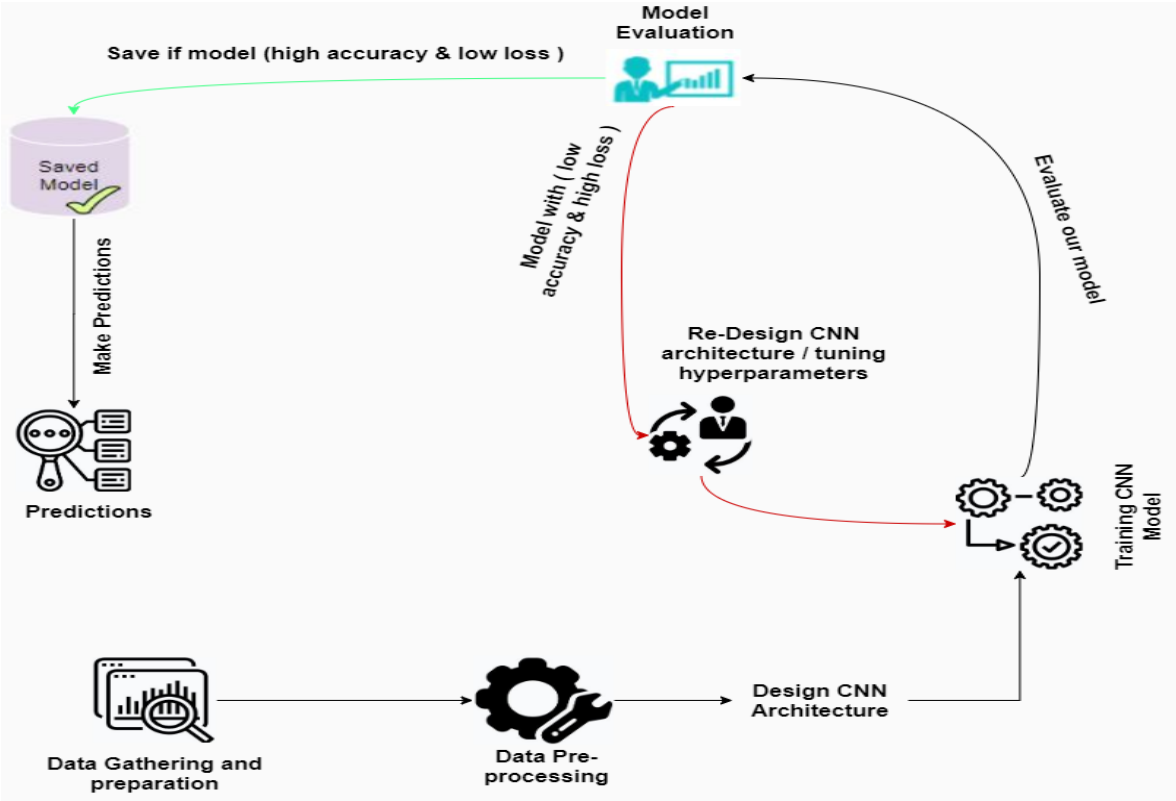 Model
Evaluation
Save if model (high accuracy & low loss )
Saved
Model
Model with ( low
accuracy & high loss )
Evaluate our model
Make Predictions
Re-Design CNN
architecture / tuning
hyperparameters
Predictions
Training CNN
Model
Design CNN
Architecture
Data Gathering and
preparation
Data Pre-
processing